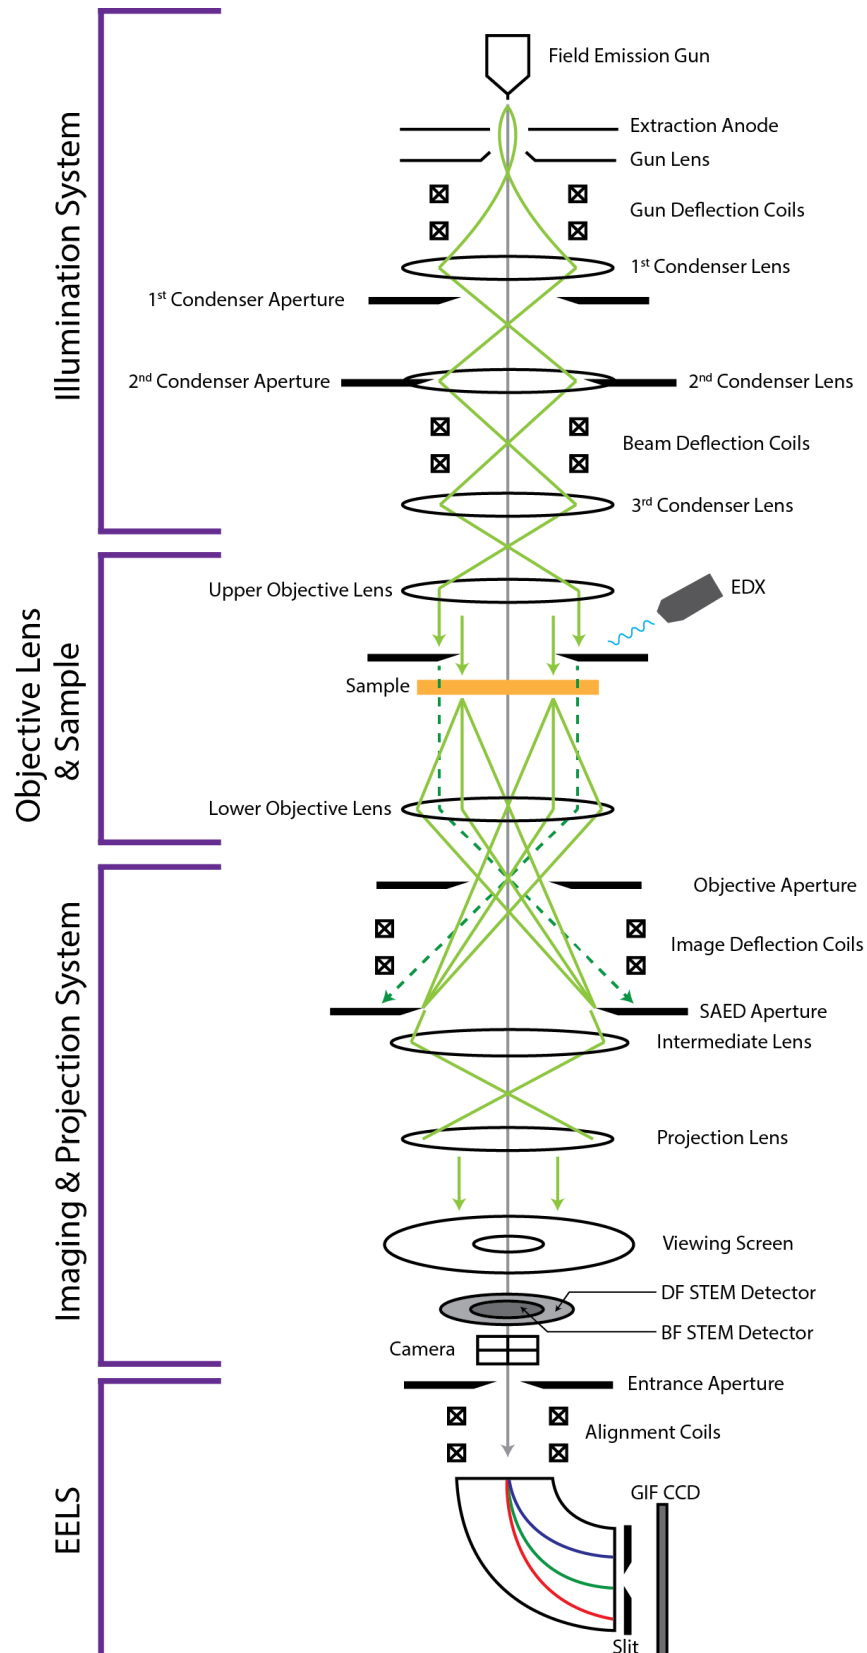 Illumination System
Field Emission Gun
Extraction Anode
Gun Lens
Gun Deflection Coils
1st Condenser Lens
1st Condenser Aperture
2nd Condenser Aperture
2nd Condenser Lens
Beam Deflection Coils
3rd Condenser Lens
Objective Lens
& Sample
Upper Objective Lens
EDX
Sample
Lower Objective Lens
Imaging & Projection System
Objective Aperture
Image Deflection Coils
SAED Aperture
Intermediate Lens
Projection Lens
Viewing Screen
DF STEM Detector
BF STEM Detector
Camera
EELS
Entrance Aperture
Alignment Coils
GIF CCD
Slit